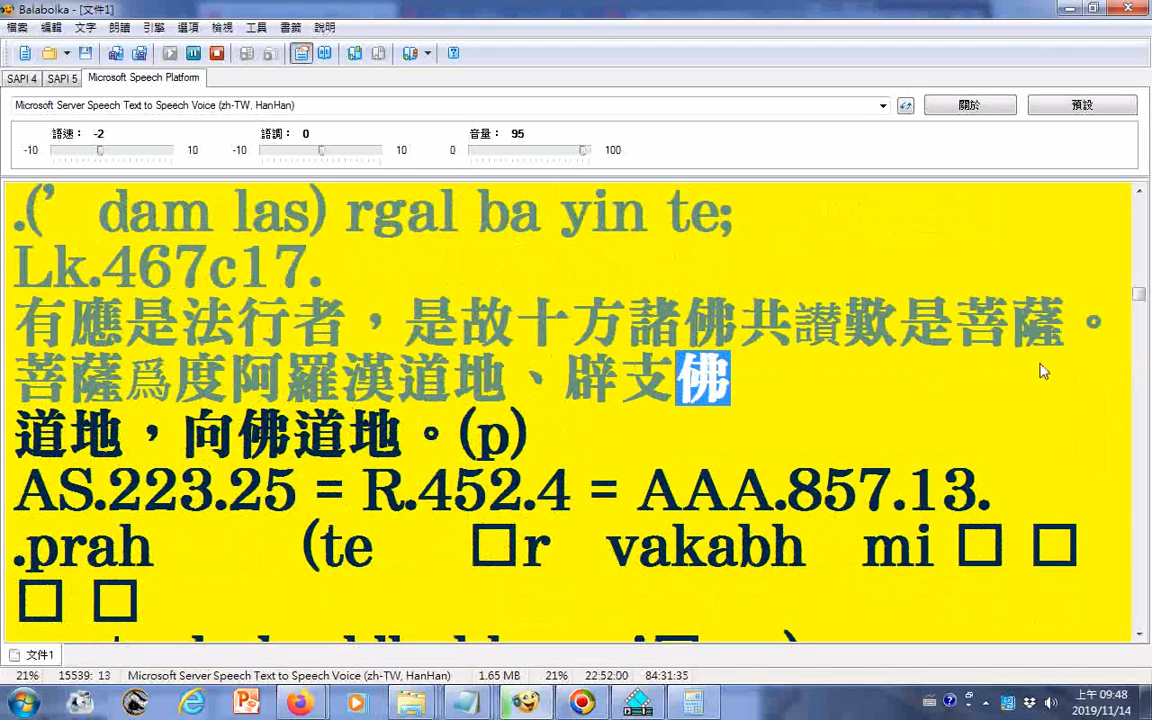 Balabolka - [文件1]
檔案 編輯 文字 朗讀 引擎 選項 檢視 工具 書籤 說明
SAPI 4 SAPI 5 Microsoft Speech Platform
Microsoft Server Speech Text to Speech Voice (zh-TW, HanHan) 關於 預設
語速： -2 語調： 0 音量： 95
-10 10 -10 10 0 100
.(’ dam las) rgal ba yin te;
Lk.467c17.
有應是法行者，是故十方諸佛共讃歎是菩薩。
菩薩爲度阿羅漢道地、辟支佛
道地，向佛道地。(p)
AS.223.25 = R.452.4 = AAA.857.13.
.prah (te □r vakabh mi □ □
□ □
文件1
21% 15539: 13 Microsoft Server Speech Text to Speech Voice (zh-TW, HanHan) 1.65 MB 21% 22:52:00 84:31:35
上午 09:48
2019/11/14